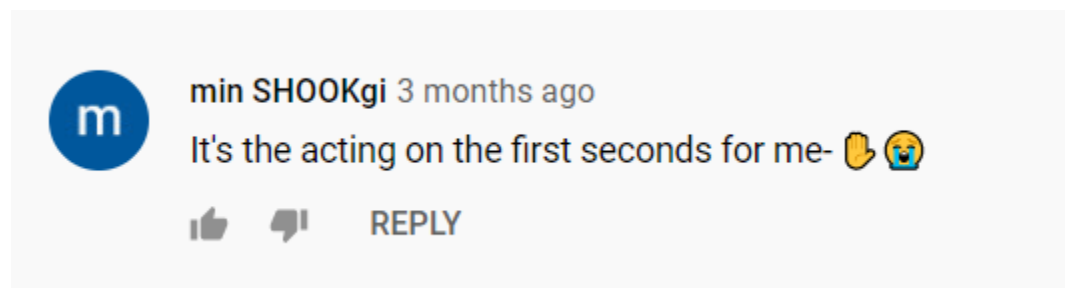 m
min SHOOKgi 3 months ago
It's the acting on the first seconds for me- ✋😭
REPLY